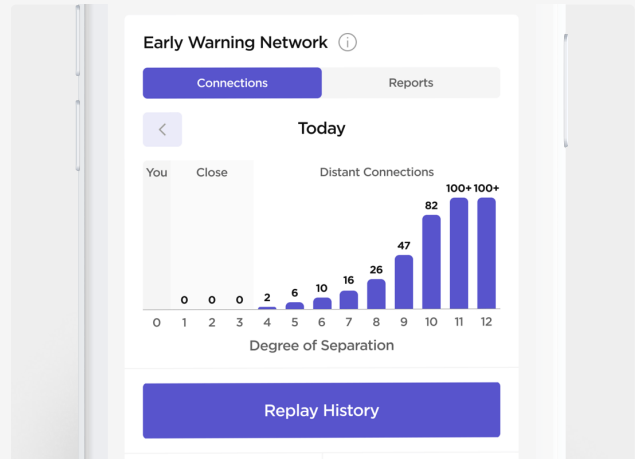 Early Warning Network
Connections Reports
Today
You Close Distant Connections
0 0 0 2 6 10 16 26 47 82 100+ 100+
0 1 2 3 4 5 6 7 8 9 10 11 12
Degree of Separation
Replay History